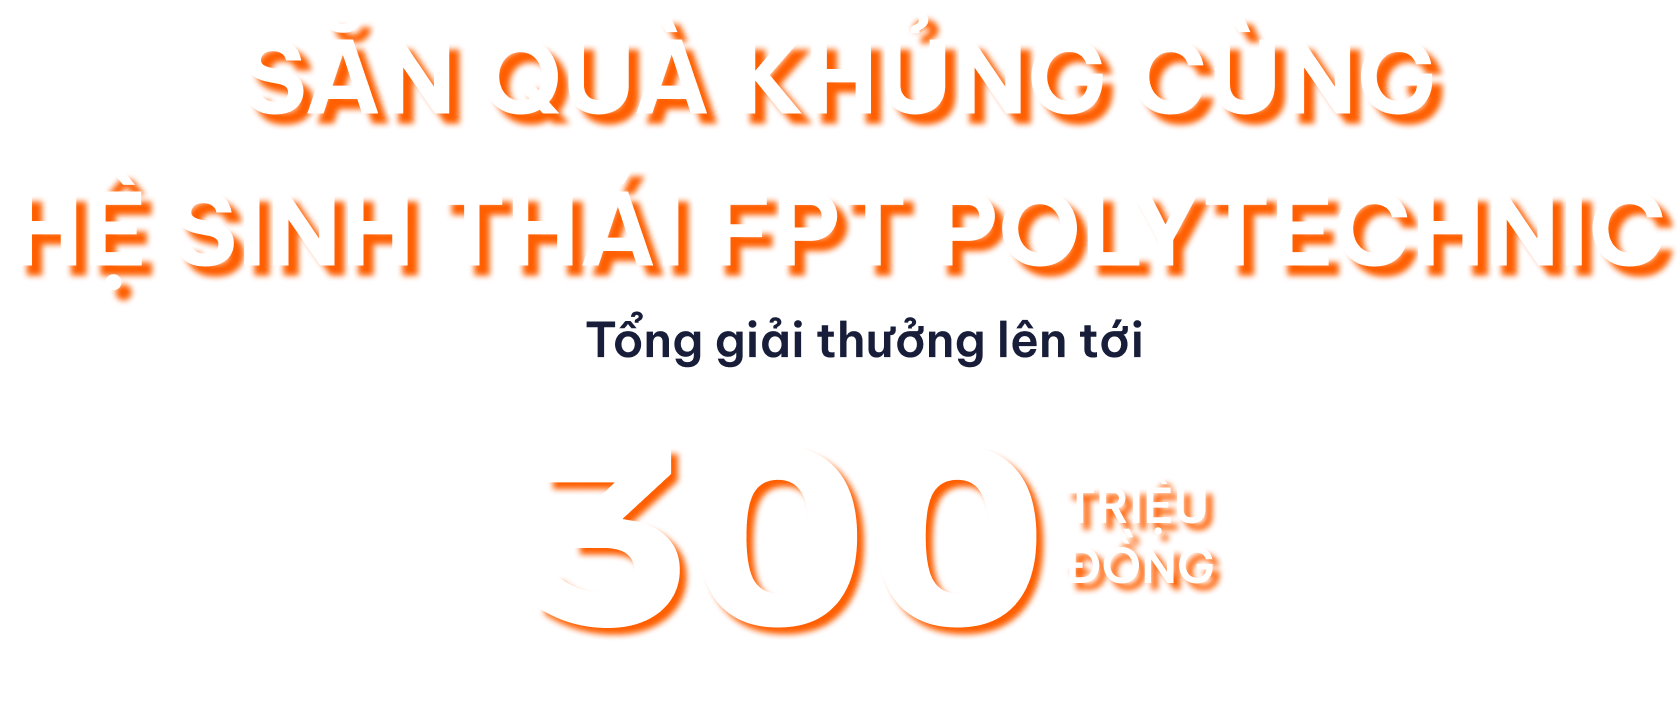 SĂN QUÀ KHỦNG CÙNG
HỆ SINH THÁI FPT POLYTECHNIC
Tổng giải thưởng lên tới
300 TRIỆU
ĐỒNG